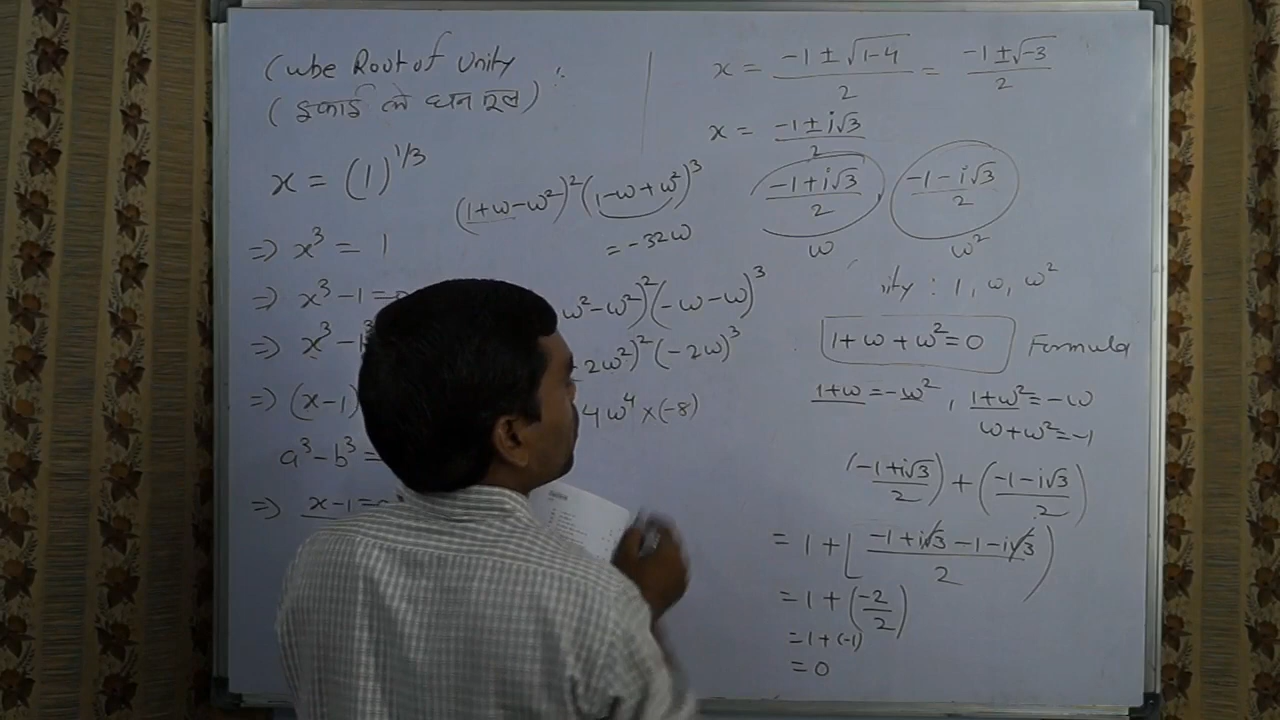 Cube Root of Unity :
( इकाई के घन मूल )
x = (1)^{1/3}
⇒ x³ = 1
⇒ x³ - 1 =
⇒ x³ -
⇒ (x-1)
a³ - b³ =
⇒ x-1 =
(1+ω-ω²)² (1-ω+ω²)³
= -32ω
ω²-ω²)² (-ω-ω)³
2ω²)² (-2ω)³
4ω⁴ × (-8)
x = (-1 ± √(1-4))/2 = (-1 ± √-3)/2
x = (-1 ± i√3)/2
(-1+i√3)/2 (-1-i√3)/2
ω ω²
ity : 1, ω, ω²
1+ω+ω²=0 Formula
1+ω = -ω² , 1+ω² = -ω
ω+ω²=-1
((-1+i√3)/2) + ((-1-i√3)/2)
= 1 + [(-1+i√3-1-i√3)/2)
= 1 + (-2/2)
= 1 + (-1)
= 0